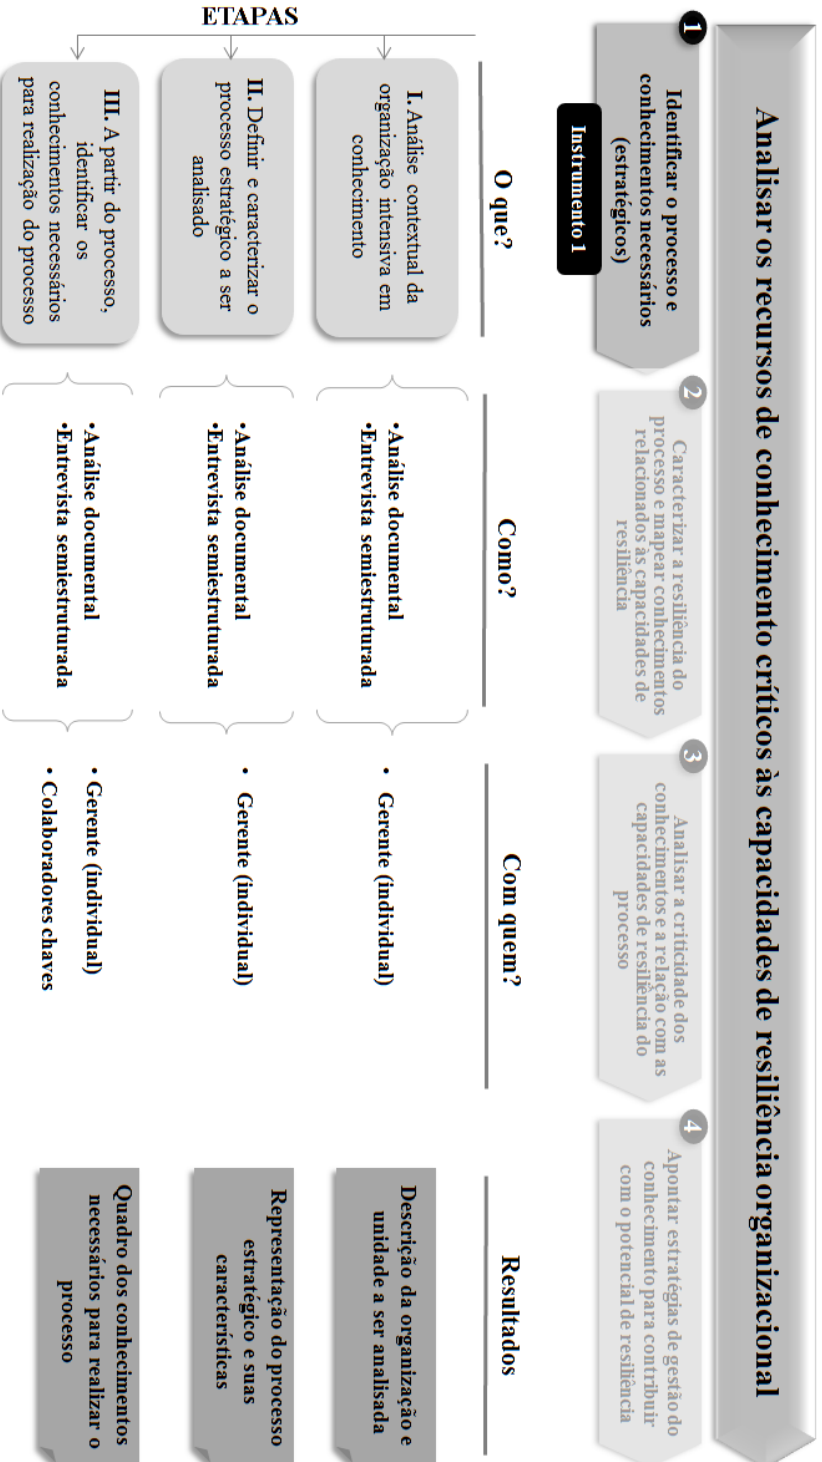 Analisar os recursos de conhecimento críticos às capacidades de resiliência organizacional
1
Identificar o processo e
conhecimentos necessários
(estratégicos)
Instrumento 1
2
Caracterizar a resiliência do
processo e mapear conhecimentos
relacionados às capacidades de
resiliência
3
Analisar a criticidade dos
conhecimentos e a relação com as
capacidades de resiliência do
processo
4
Apontar estratégias de gestão do
conhecimento para contribuir
com o potencial de resiliência
O que?
Como?
Com quem?
Resultados
ETAPAS
I. Análise contextual da
organização intensiva em
conhecimento
•Análise documental
•Entrevista semiestruturada
• Gerente (individual)
Descrição da organização e
unidade a ser analisada
II. Definir e caracterizar o
processo estratégico a ser
analisado
•Análise documental
•Entrevista semiestruturada
• Gerente (individual)
Representação do processo
estratégico e suas
características
III. A partir do processo,
identificar os
conhecimentos necessários
para realização do processo
•Análise documental
•Entrevista semiestruturada
• Gerente (individual)
• Colaboradores chaves
Quadro dos conhecimentos
necessários para realizar o
processo